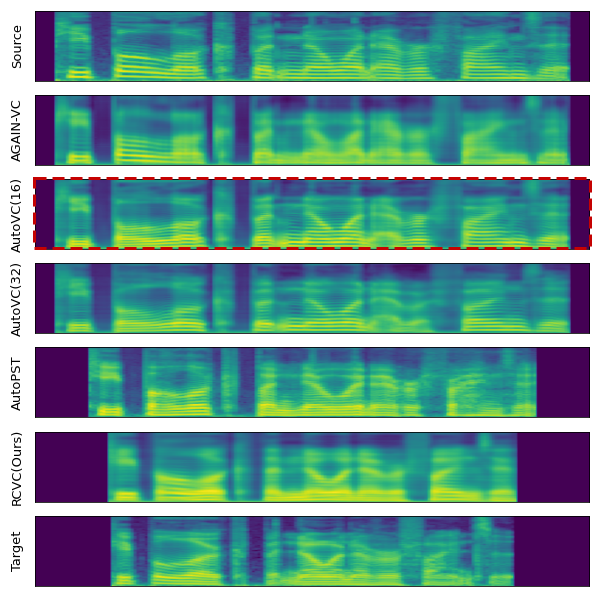 Source
AGAIN-VC
AutoVC(16)
AutoVC(32)
AutoPST
RCVC(Ours)
Target